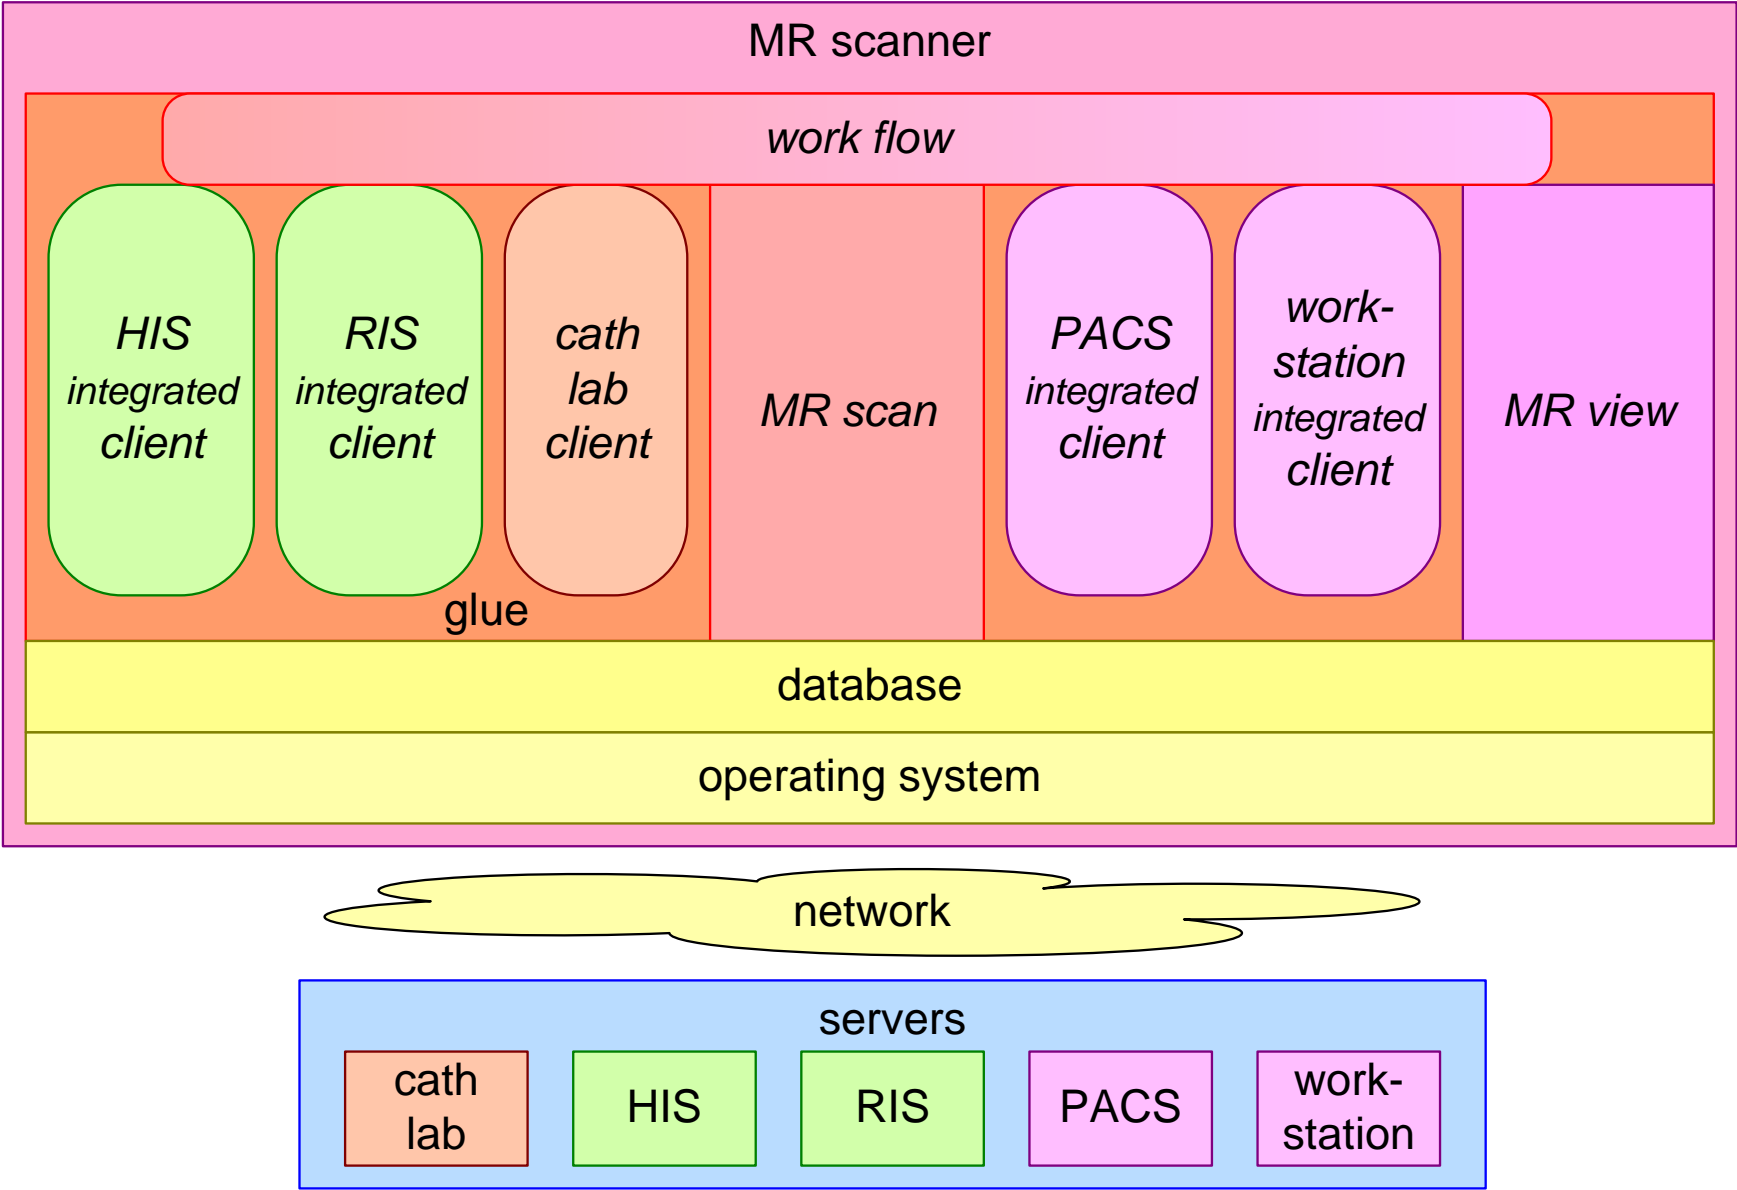 MR scanner
work flow
HIS
integrated
client
RIS
integrated
client
cath
lab
client
MR scan
PACS
integrated
client
work-
station
integrated
client
MR view
glue
database
operating system
network
servers
cath
lab
HIS
RIS
PACS
work-
station